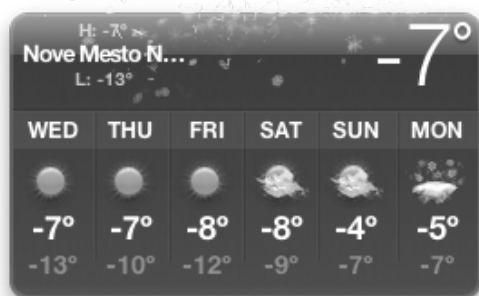 H: -7°
Nove Mesto N...
L: -13°
-7°
WED THU FRI SAT SUN MON
-7° -7° -8° -8° -4° -5°
-13° -10° -12° -9° -7° -7°